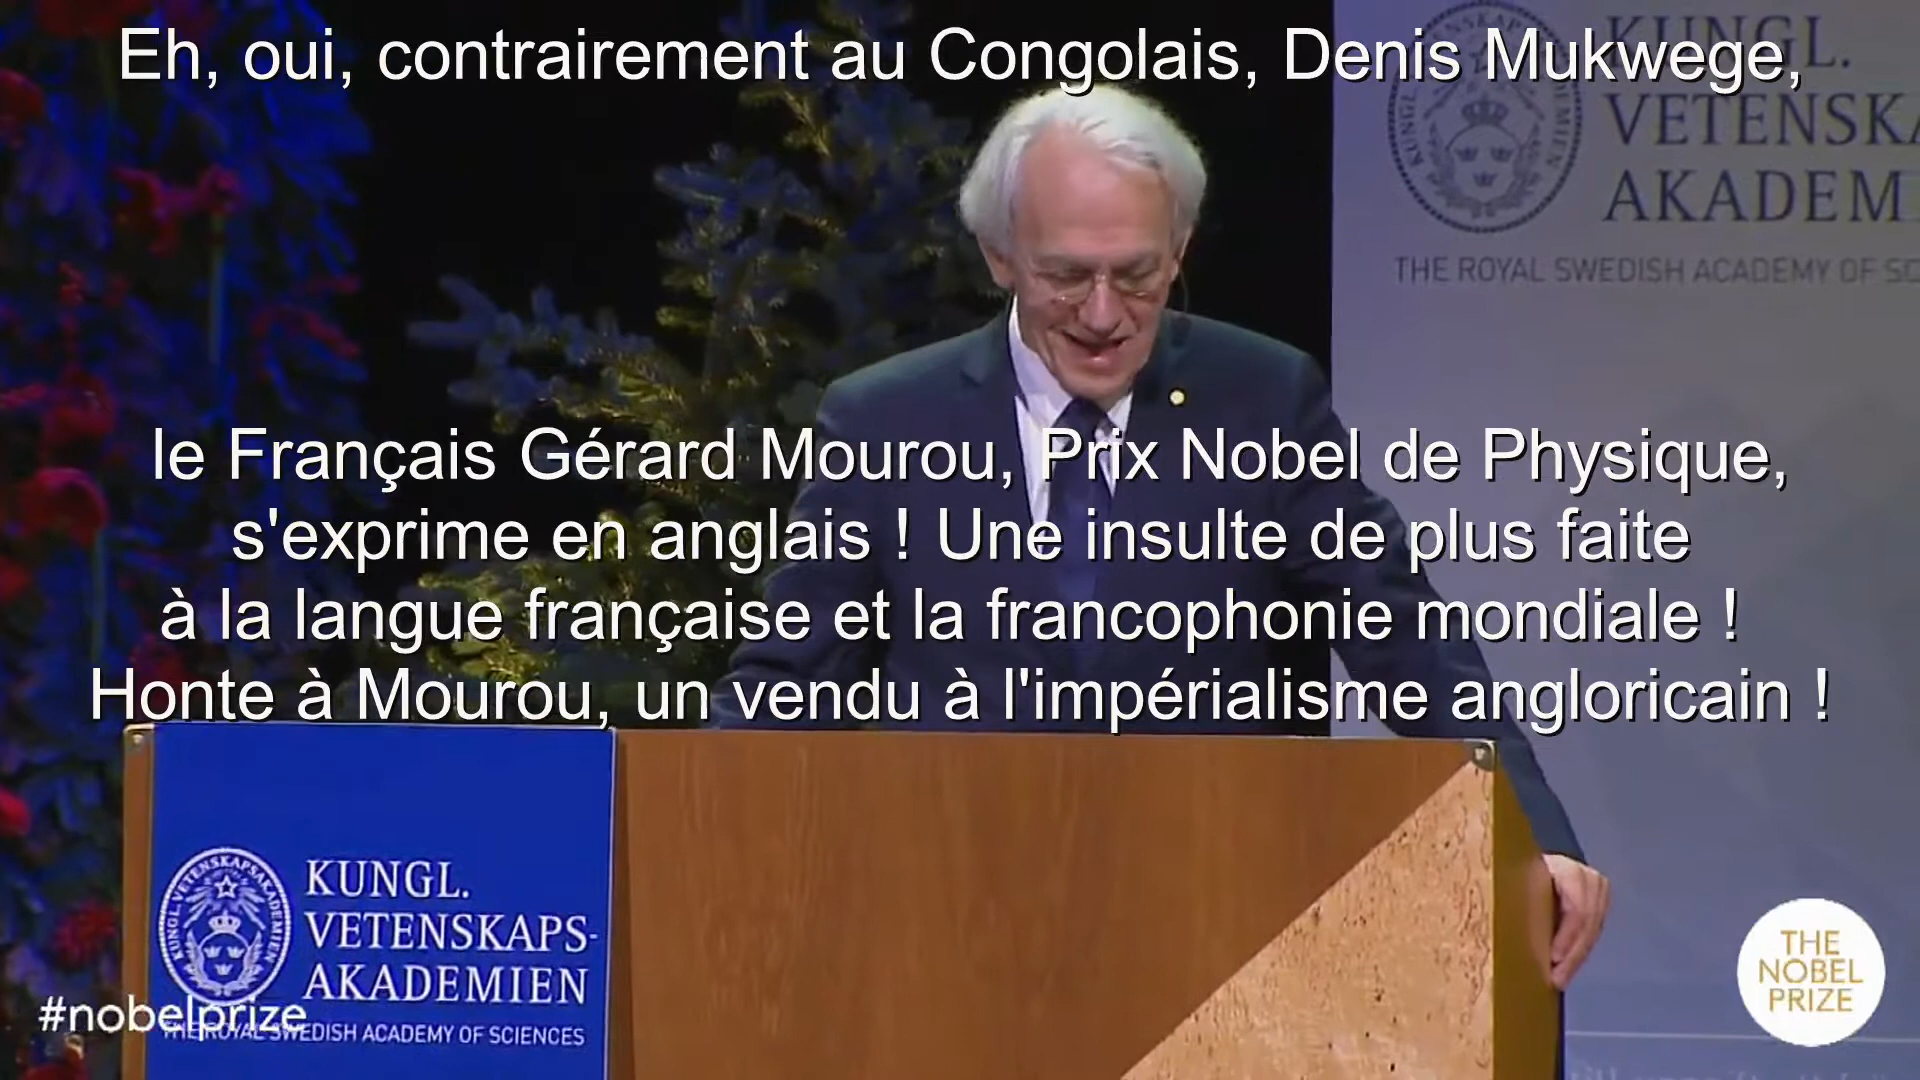 Eh, oui, contrairement au Congolais, Denis Mukwege,
KUNGL.
VETENSKA
AKADEM
THE ROYAL SWEDISH ACADEMY OF SC
le Français Gérard Mourou, Prix Nobel de Physique,
s'exprime en anglais ! Une insulte de plus faite
à la langue française et la francophonie mondiale !
Honte à Mourou, un vendu à l'impérialisme angloricain !
KUNGL.
VETENSKAPS-
AKADEMIEN
THE ROYAL SWEDISH ACADEMY OF SCIENCES
#nobelprize
THE
NOBEL
PRIZE